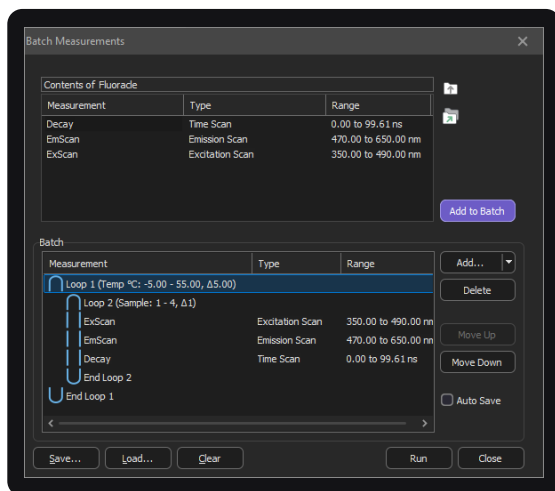 Batch Measurements
Contents of Fluoracle
Measurement Type Range
Decay Time Scan 0.00 to 99.61 ns
EmScan Emission Scan 470.00 to 650.00 nm
ExScan Excitation Scan 350.00 to 490.00 nm
Add to Batch
Batch
Measurement Type Range
Add...
Loop 1 (Temp °C: -5.00 - 55.00, Δ5.00)
Delete
Loop 2 (Sample: 1 - 4, Δ1)
ExScan Excitation Scan 350.00 to 490.00 nm
EmScan Emission Scan 470.00 to 650.00 nm
Move Up
Decay Time Scan 0.00 to 99.61 ns
Move Down
End Loop 2
End Loop 1
Auto Save
Save... Load... Clear Run Close